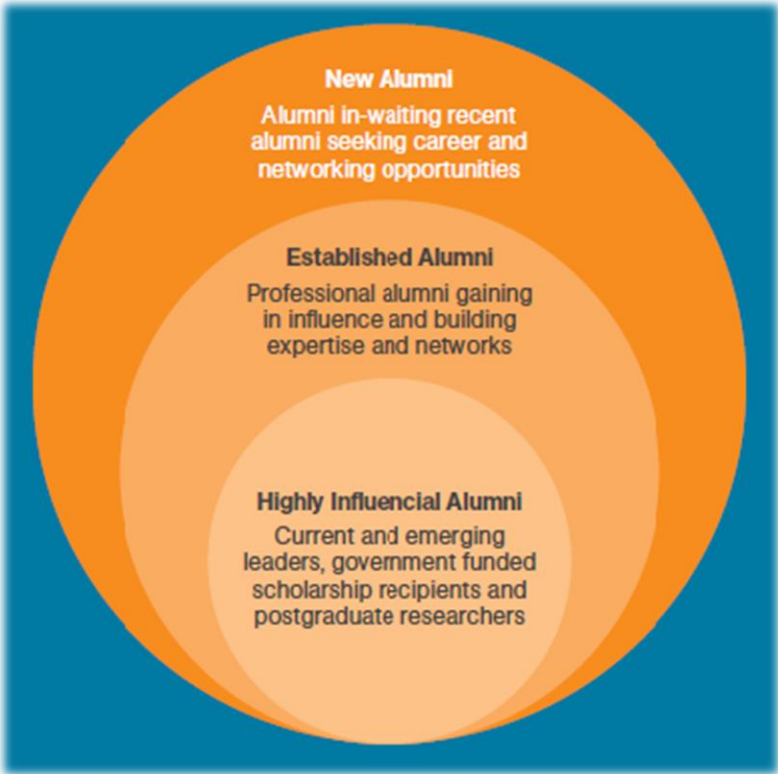 New Alumni
Alumni in-waiting recent
alumni seeking career and
networking opportunities
Established Alumni
Professional alumni gaining
in influence and building
expertise and networks
Highly Influencial Alumni
Current and emerging
leaders, government funded
scholarship recipients and
postgraduate researchers